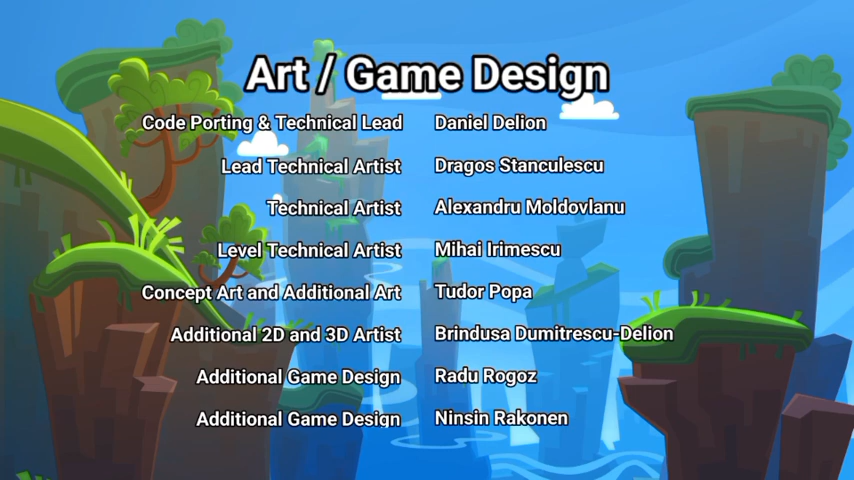 Art / Game Design
Code Porting & Technical Lead Daniel Delion
Lead Technical Artist Dragos Stanculescu
Technical Artist Alexandru Moldovlanu
Level Technical Artist Mihai Irimescu
Concept Art and Additional Art Tudor Popa
Additional 2D and 3D Artist Brindusa Dumitrescu-Delion
Additional Game Design Radu Rogoz
Additional Game Design Ninsin Rakonen